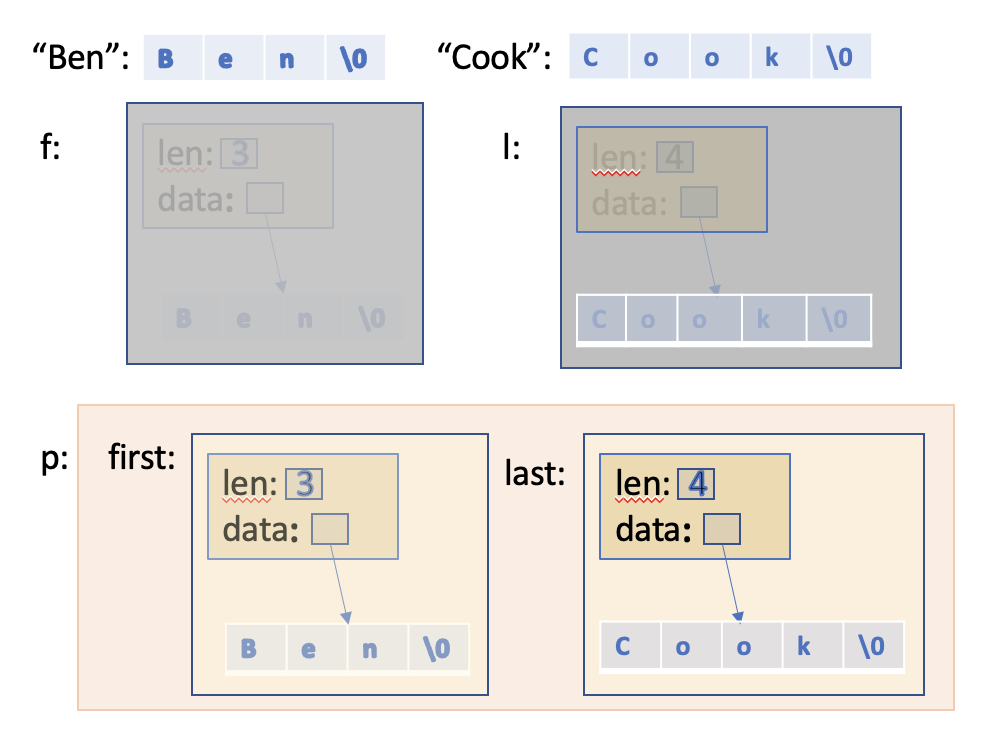 “Ben”: B e n \0 “Cook”: C o o k \0
f: l:
len: 3 len: 4
data: data:
B e n \0 C o o k \0
p: first: last:
len: 3 len: 4
data: data:
B e n \0 C o o k \0